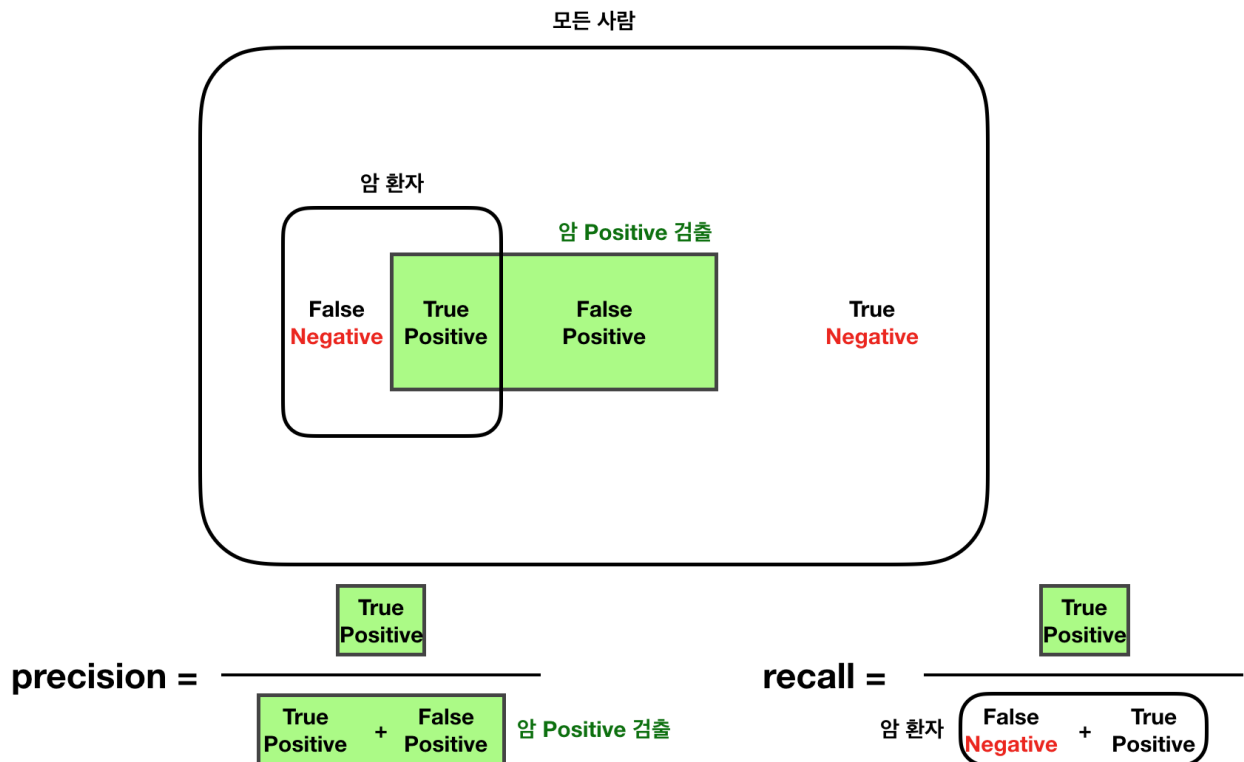 모든 사람
암 환자
암 Positive 검출
False
Negative
True
Positive
False
Positive
True
Negative
precision =
True
Positive
True
Positive
+
False
Positive
암 Positive 검출
recall =
True
Positive
암 환자
False
Negative
+
True
Positive